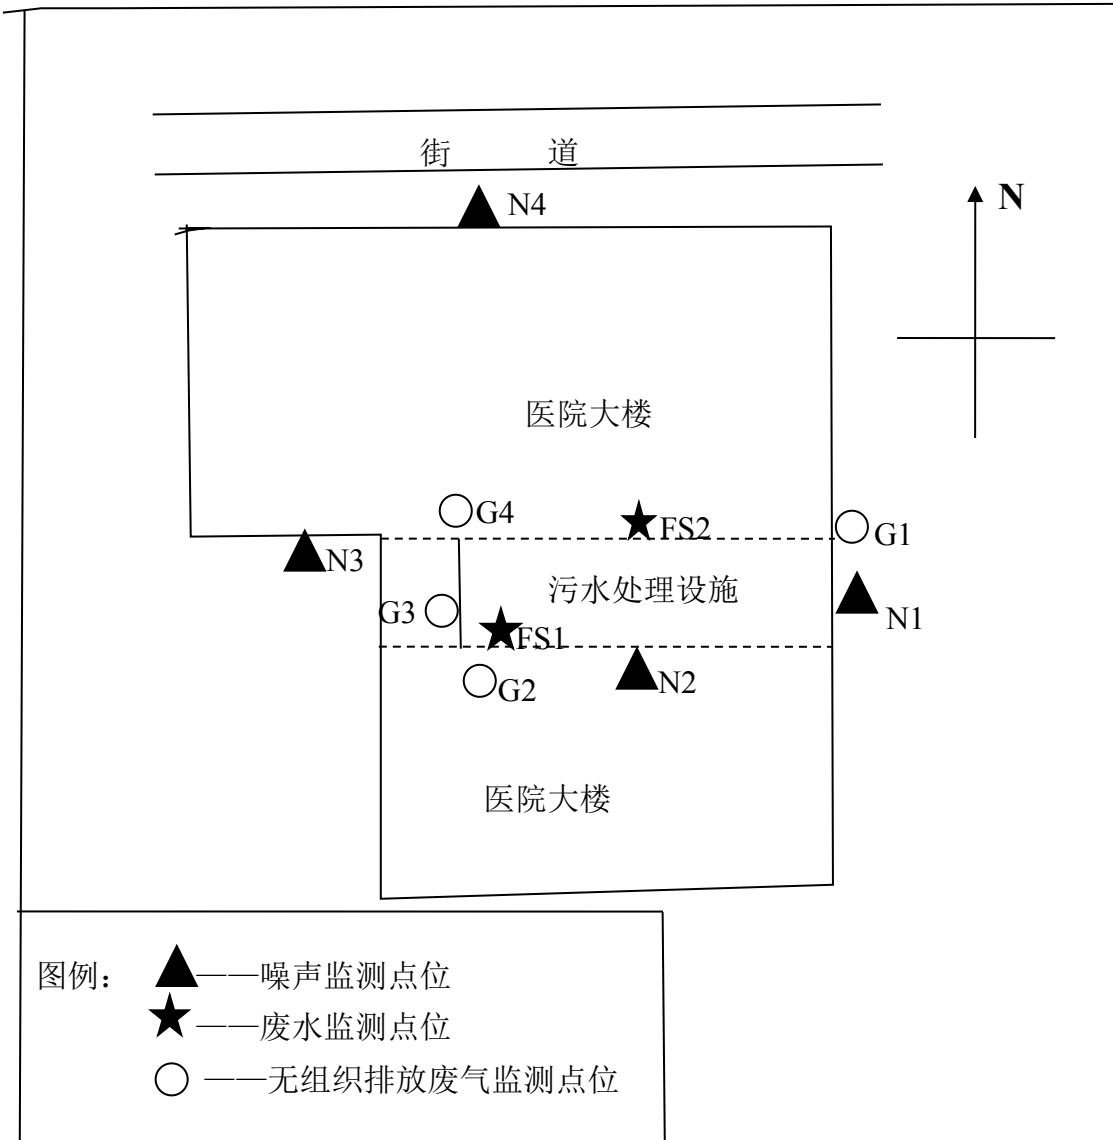 街 道
N4
N
医院大楼
G4
FS2
G1
N3
污水处理设施
G3
FS1
N1
G2
N2
医院大楼
图例：
——噪声监测点位
——废水监测点位
——无组织排放废气监测点位